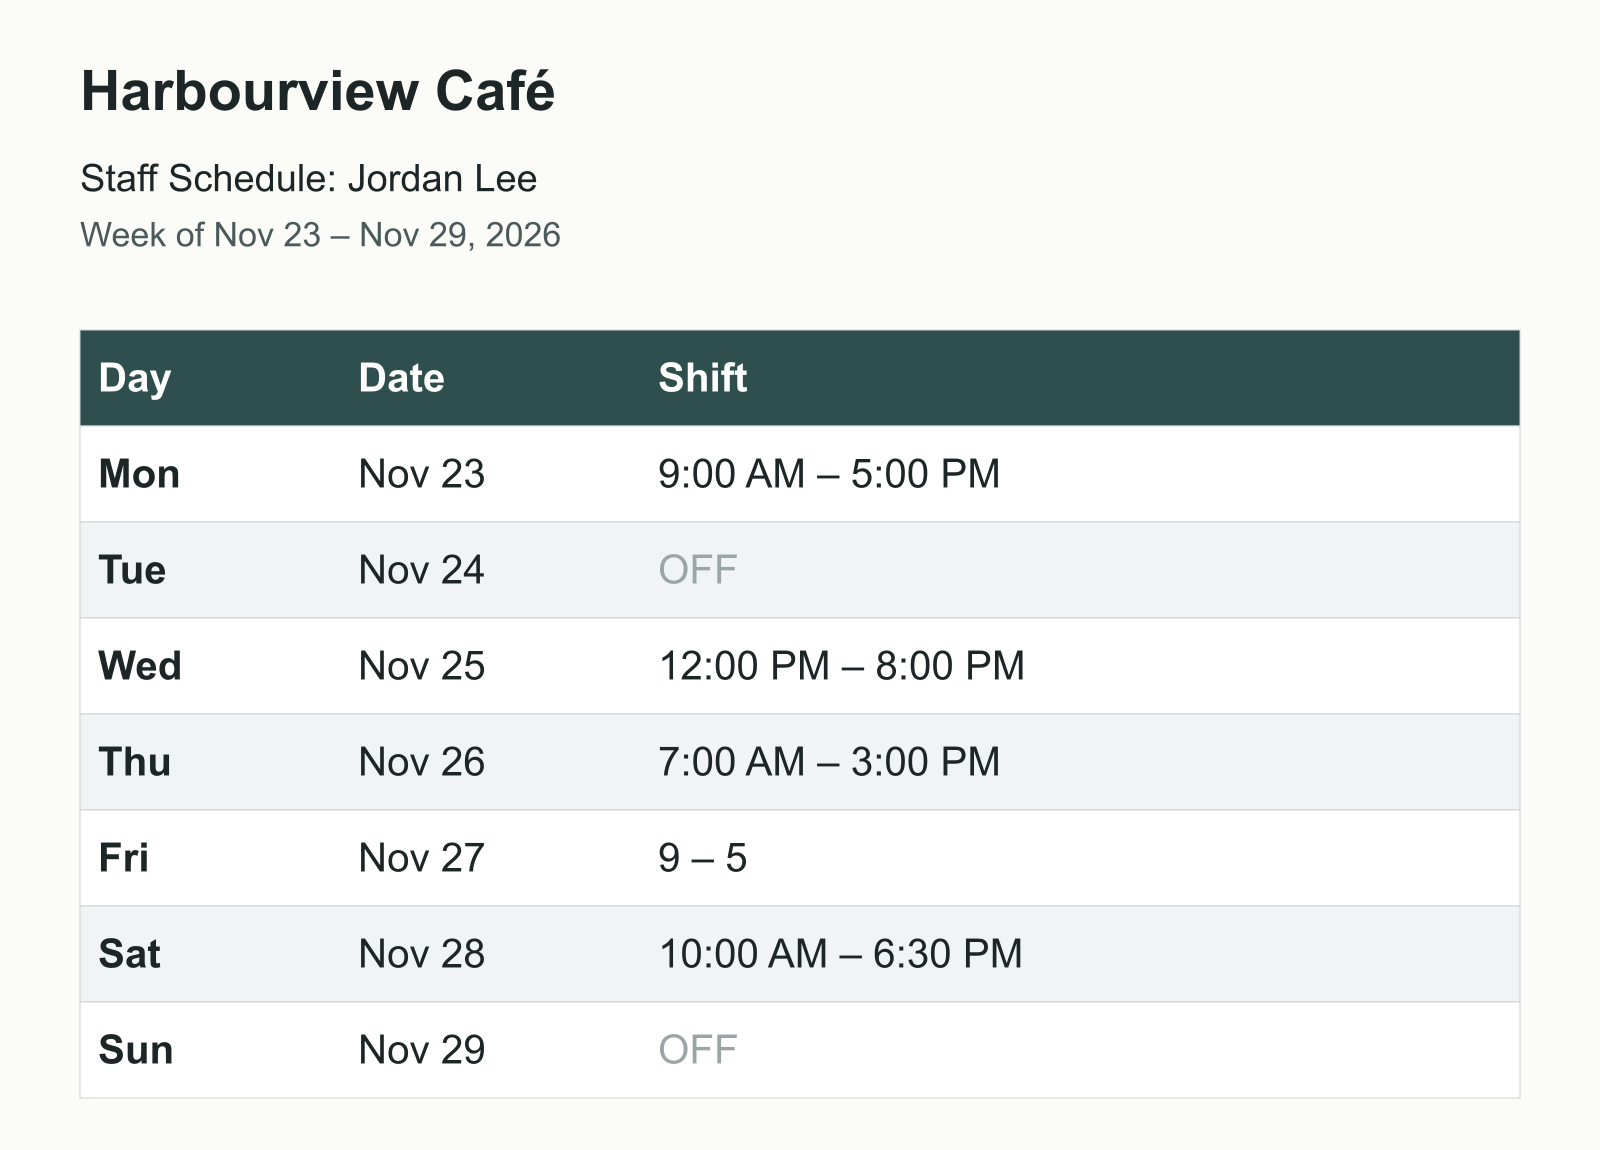 Harbourview Café
Staff Schedule: Jordan Lee
Week of Nov 23 – Nov 29, 2026
Day Date Shift
Mon Nov 23 9:00 AM – 5:00 PM
Tue Nov 24 OFF
Wed Nov 25 12:00 PM – 8:00 PM
Thu Nov 26 7:00 AM – 3:00 PM
Fri Nov 27 9 – 5
Sat Nov 28 10:00 AM – 6:30 PM
Sun Nov 29 OFF